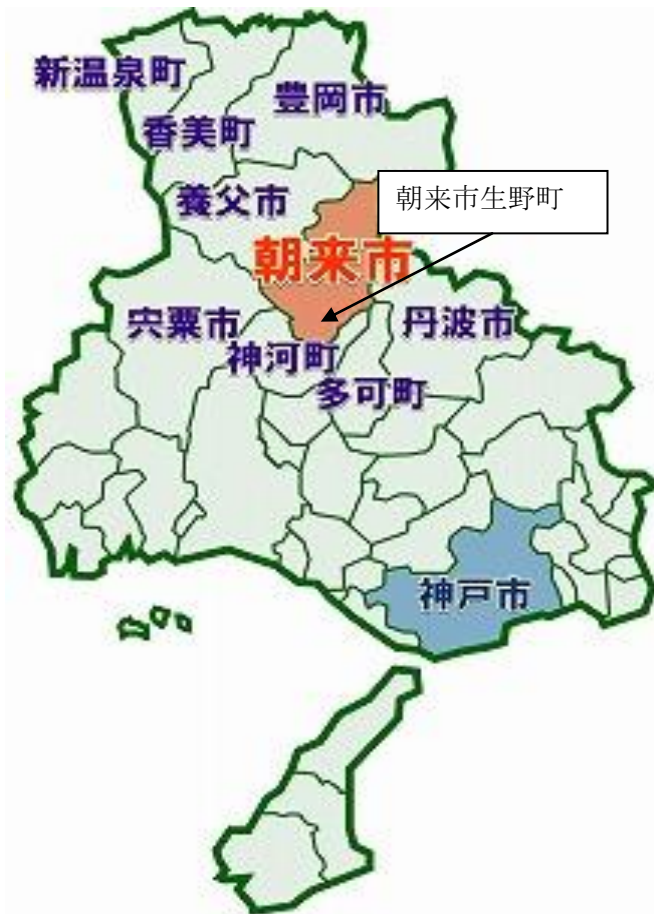 新温泉町
豊岡市
香美町
養父市
朝来市生野町
朝来市
宍粟市
丹波市
神河町
多可町
神戸市